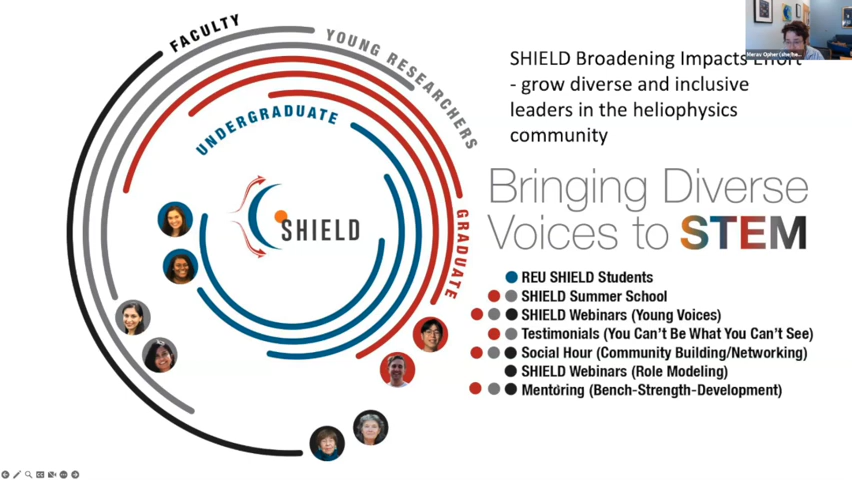 FACULTY
YOUNG RESEARCHERS
UNDERGRADUATE
GRADUATE
SHIELD
SHIELD Broadening Impacts Effort
- grow diverse and inclusive
leaders in the heliophysics
community
Bringing Diverse
Voices to STEM
REU SHIELD Students
SHIELD Summer School
SHIELD Webinars (Young Voices)
Testimonials (You Can't Be What You Can't See)
Social Hour (Community Building/Networking)
SHIELD Webinars (Role Modeling)
Mentoring (Bench-Strength-Development)
Merav Opher